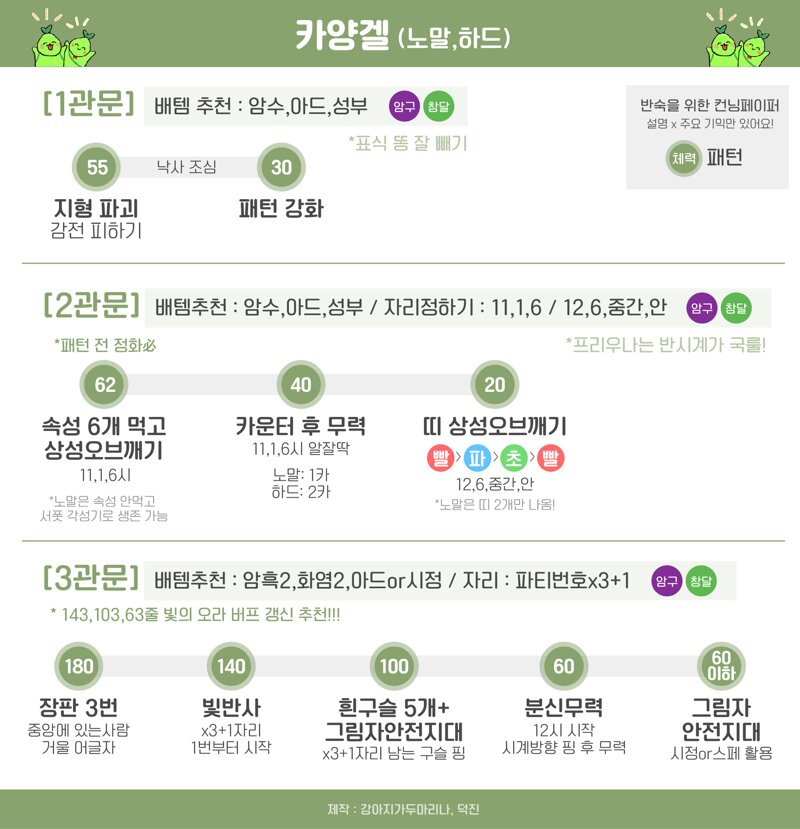 카양겔 (노말,하드)
[1관문] 배템 추천 : 암수,아드,성부 암구 창달
*표식 똥 잘 빼기
반숙을 위한 컨닝페이퍼
설명 x 주요 기믹만 있어요!
체력 패턴
55 낙사 조심 30
지형 파괴 패턴 강화
감전 피하기
[2관문] 배템추천 : 암수,아드,성부 / 자리정하기 : 11,1,6 / 12,6,중간,안 암구 창달
*패턴 전 정화必 *프리우나는 반시계가 국룰!
62 40 20
속성 6개 먹고
상성오브깨기
11,1,6시
*노말은 속성 안먹고
서폿 각성기로 생존 가능
카운터 후 무력
11,1,6시 알잘딱
노말: 1카
하드: 2카
띠 상성오브깨기
빨 > 파 > 초 > 빨
12,6,중간,안
*노말은 띠 2개만 나옴!
[3관문] 배템추천 : 암흑2,화염2,아드or시정 / 자리 : 파티번호x3+1 암구 창달
* 143,103,63줄 빛의 오라 버프 갱신 추천!!!
180 140 100 60 60
이하
장판 3번
중앙에 있는사람
거울 어글자
빛반사
x3+1자리
1번부터 시작
흰구슬 5개+
그림자안전지대
x3+1자리 남는 구슬 핑
분신무력
12시 시작
시계방향 핑 후 무력
그림자
안전지대
시정or스페 활용
제작 : 강아지가두마리나, 덕진